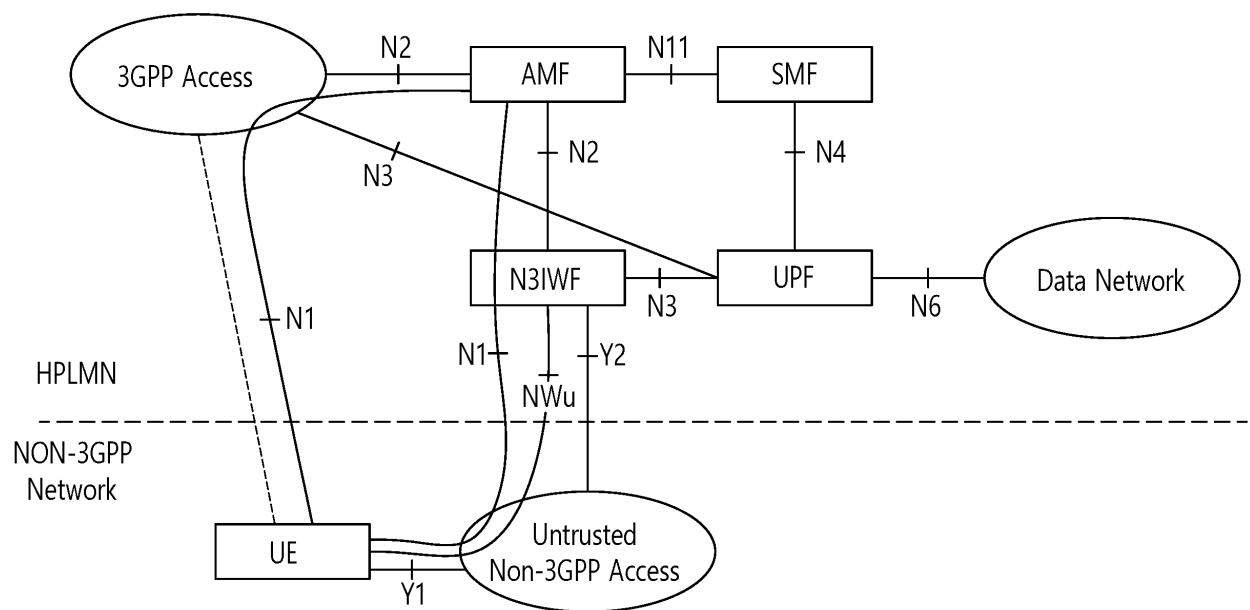 N2
N11
3GPP Access
AMF
SMF
N3
N2
N4
N3IWF
N3
UPF
N6
Data Network
N1
N1
Y2
HPLMN
NWu
NON-3GPP
Network
UE
Untrusted
Non-3GPP Access
Y1